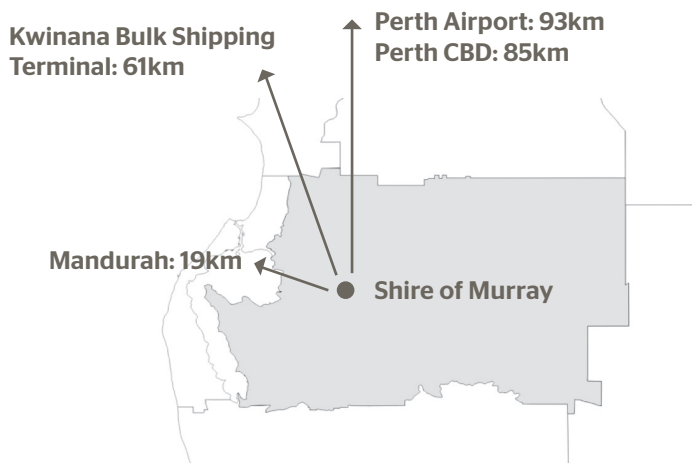 Kwinana Bulk Shipping
Terminal: 61km
Perth Airport: 93km
Perth CBD: 85km
Mandurah: 19km
Shire of Murray